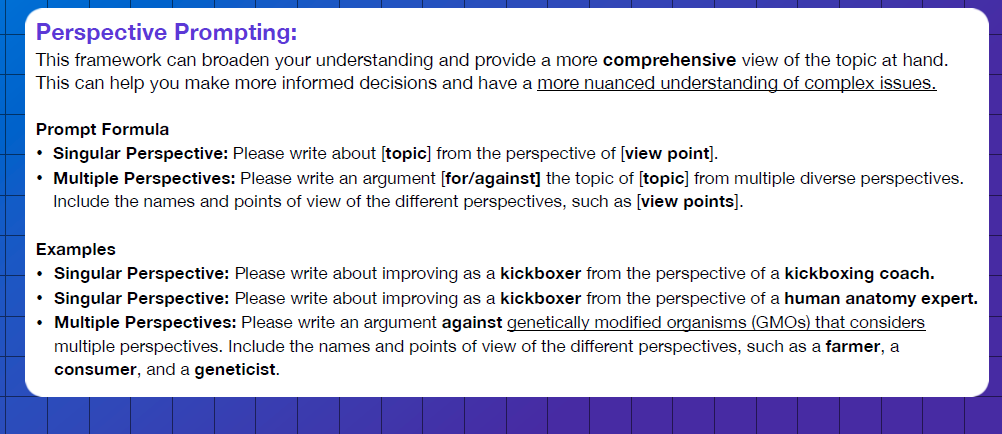 Perspective Prompting:
This framework can broaden your understanding and provide a more comprehensive view of the topic at hand.
This can help you make more informed decisions and have a more nuanced understanding of complex issues.
Prompt Formula
• Singular Perspective: Please write about [topic] from the perspective of [view point].
• Multiple Perspectives: Please write an argument [for/against] the topic of [topic] from multiple diverse perspectives.
Include the names and points of view of the different perspectives, such as [view points].
Examples
• Singular Perspective: Please write about improving as a kickboxer from the perspective of a kickboxing coach.
• Singular Perspective: Please write about improving as a kickboxer from the perspective of a human anatomy expert.
• Multiple Perspectives: Please write an argument against genetically modified organisms (GMOs) that considers
multiple perspectives. Include the names and points of view of the different perspectives, such as a farmer, a
consumer, and a geneticist.